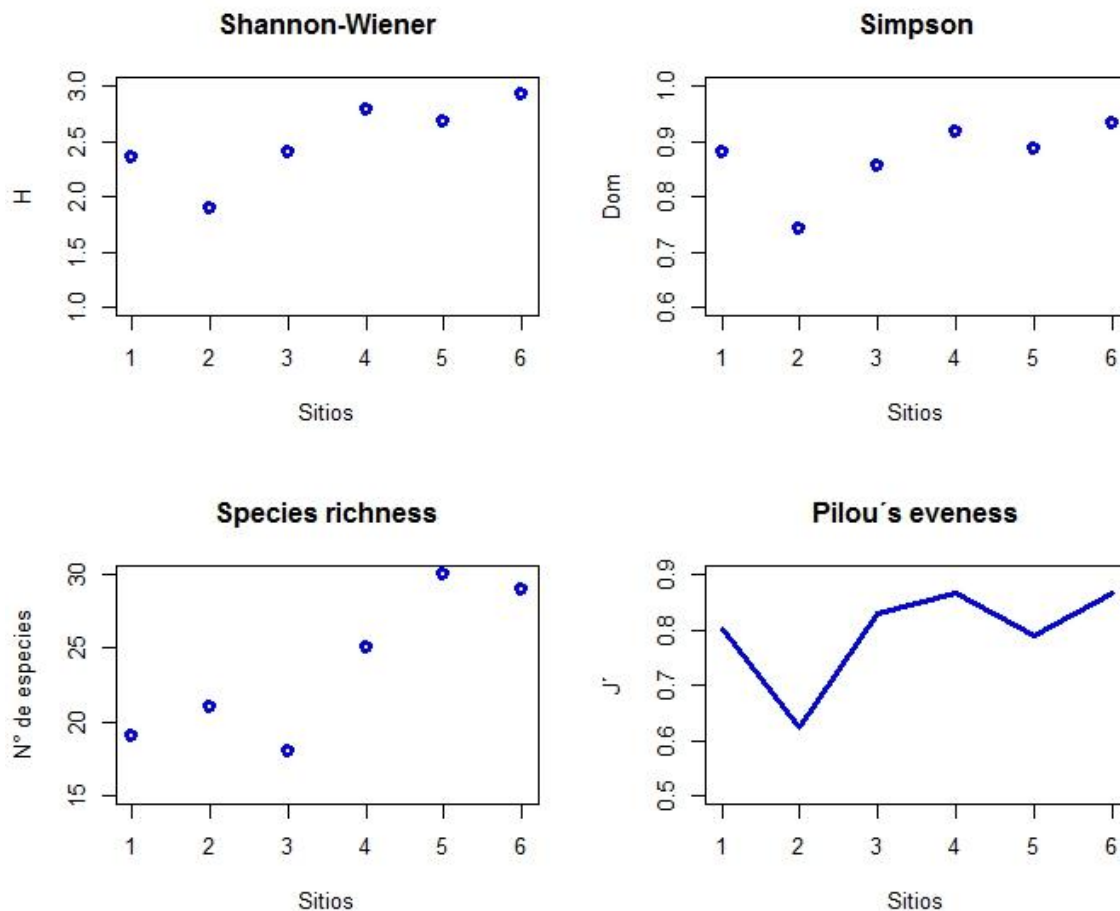 Shannon-Wiener
H
3.0
2.5
2.0
1.5
1.0
1 2 3 4 5 6
Sitios
Simpson
Dom
1.0
0.9
0.8
0.7
0.6
1 2 3 4 5 6
Sitios
Species richness
N° de especies
30
25
20
15
1 2 3 4 5 6
Sitios
Pilou´s eveness
J´
0.9
0.8
0.7
0.6
0.5
1 2 3 4 5 6
Sitios